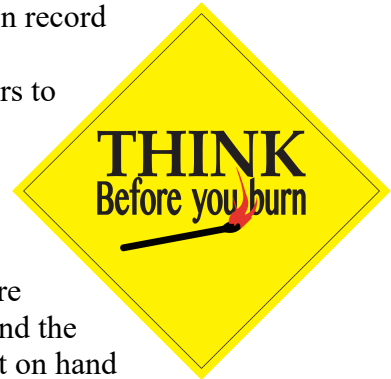 n record
rs to
THINK
Before you burn
re
nd the
t on hand